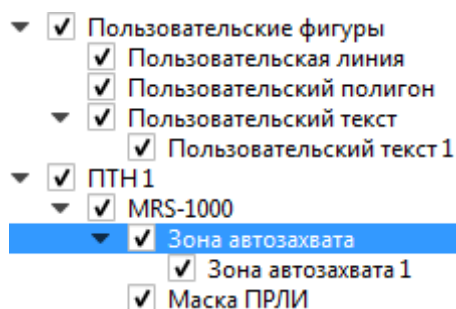 Пользовательские фигуры
Пользовательская линия
Пользовательский полигон
Пользовательский текст
Пользовательский текст 1
ПТН 1
MRS-1000
Зона автозахвата
Зона автозахвата 1
Маска ПРЛИ